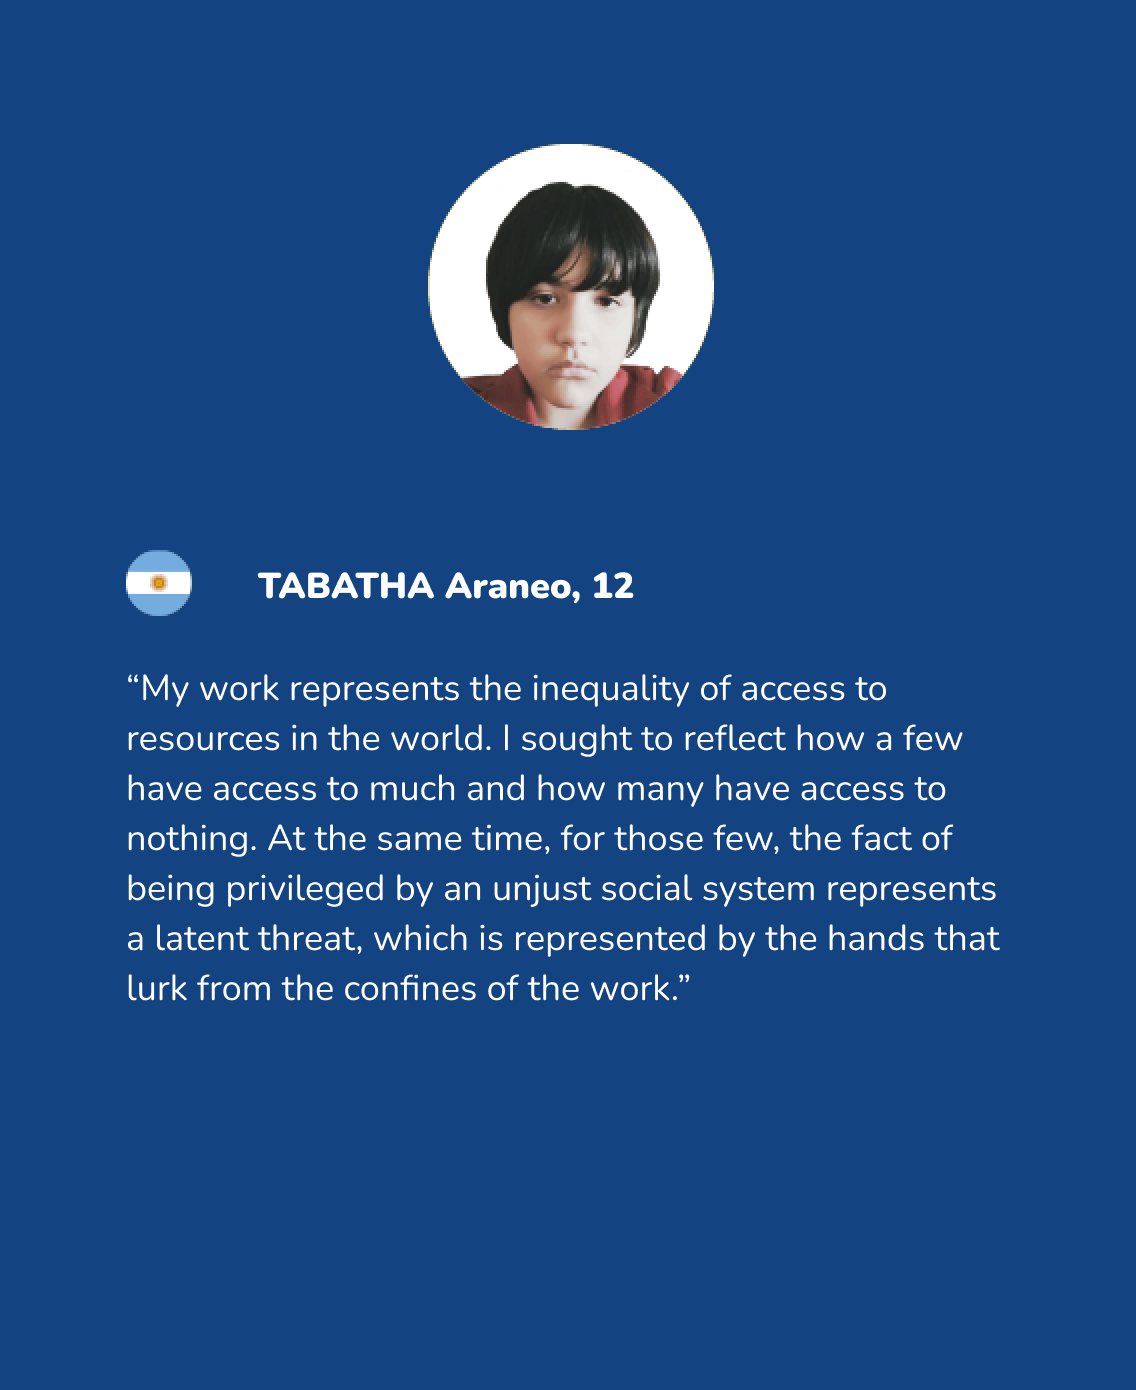 TABATHA Araneo, 12
“My work represents the inequality of access to
resources in the world. I sought to reflect how a few
have access to much and how many have access to
nothing. At the same time, for those few, the fact of
being privileged by an unjust social system represents
a latent threat, which is represented by the hands that
lurk from the confines of the work.”